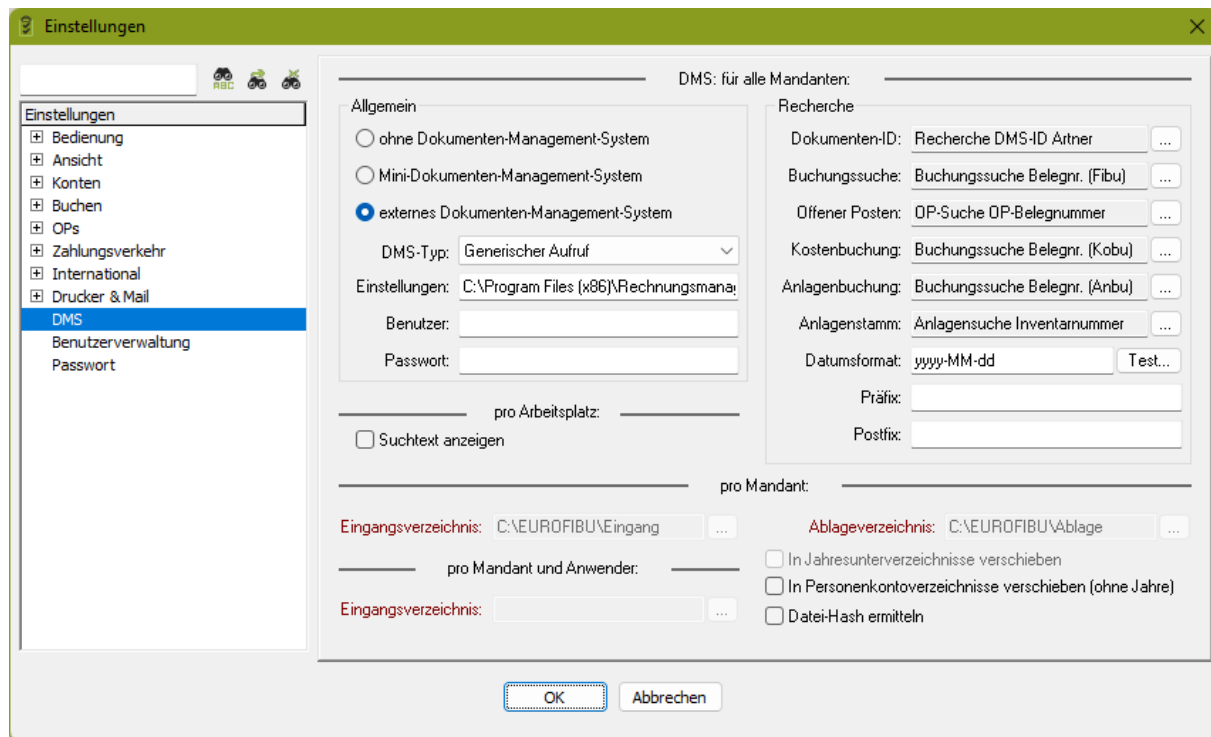 Einstellungen
ABC
Einstellungen
Bedienung
Ansicht
Konten
Buchen
OPs
Zahlungsverkehr
International
Drucker & Mail
DMS
Benutzerverwaltung
Passwort
DMS: für alle Mandanten:
Allgemein
ohne Dokumenten-Management-System
Mini-Dokumenten-Management-System
externes Dokumenten-Management-System
DMS-Typ: Generischer Aufruf
Einstellungen: C:\Program Files (x86)\Rechnungsmana
Benutzer:
Passwort:
Recherche
Dokumenten-ID: Recherche DMS-ID Artner ...
Buchungssuche: Buchungssuche Belegnr. (Fibu) ...
Offener Posten: OP-Suche OP-Belegnummer ...
Kostenbuchung: Buchungssuche Belegnr. (Kobu) ...
Anlagenbuchung: Buchungssuche Belegnr. (Anbu) ...
Anlagenstamm: Anlagensuche Inventarnummer ...
Datumsformat: yyyy-MM-dd Test...
Präfix:
Postfix:
pro Arbeitsplatz:
Suchtext anzeigen
pro Mandant:
Eingangsverzeichnis: C:\EUROFIBU\Eingang ...
Ablageverzeichnis: C:\EUROFIBU\Ablage ...
In Jahresunterverzeichnisse verschieben
In Personenkontoverzeichnisse verschieben (ohne Jahre)
Datei-Hash ermitteln
pro Mandant und Anwender:
Eingangsverzeichnis: ...
OK
Abbrechen